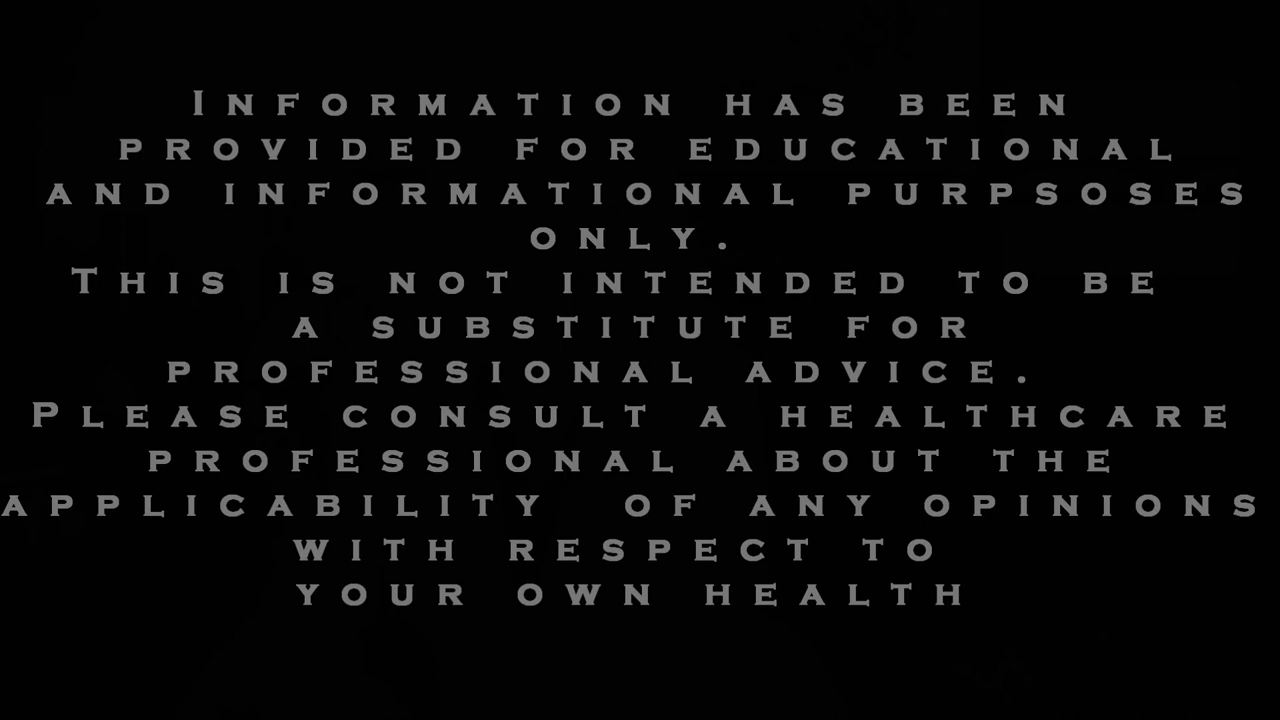 Information has been
provided for educational
and informational purpsoses
only.
This is not intended to be
a substitute for
professional advice.
Please consult a healthcare
professional about the
applicability of any opinions
with respect to
your own health